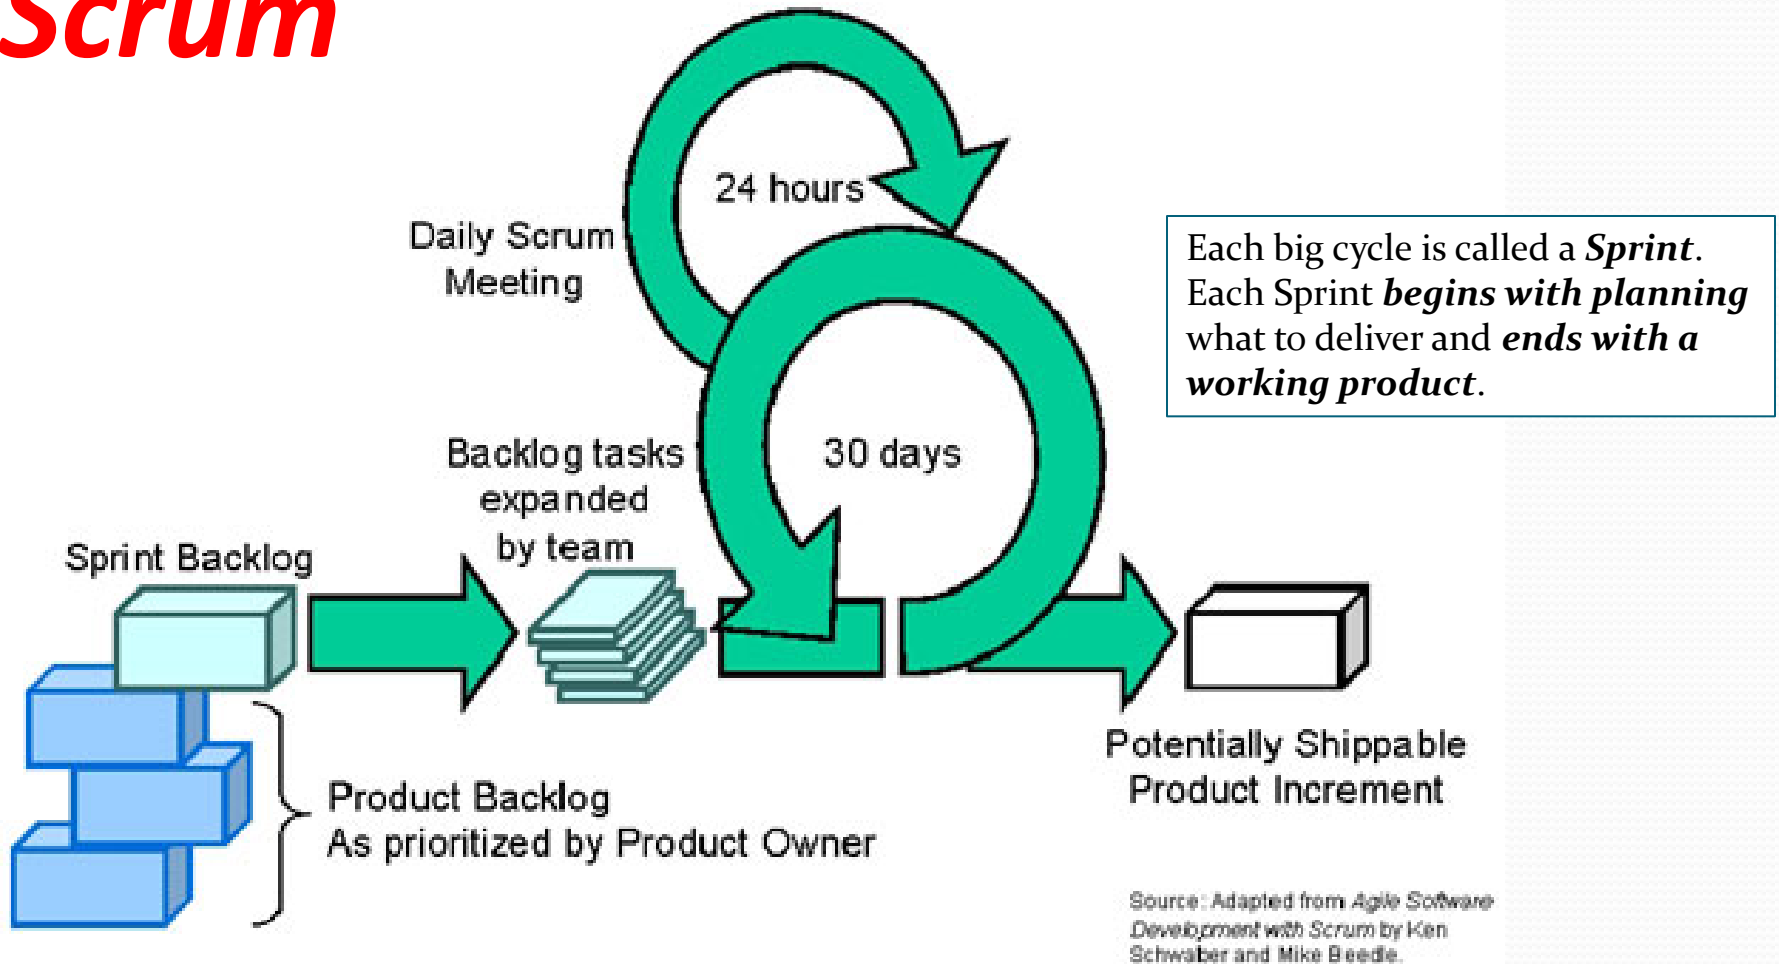 Scrum
24 hours
Daily Scrum
Meeting
Each big cycle is called a Sprint.
Each Sprint begins with planning
what to deliver and ends with a
working product.
30 days
Backlog tasks
expanded
by team
Sprint Backlog
Potentially Shippable
Product Increment
Product Backlog
As prioritized by Product Owner
Source: Adapted from Agile Software
Development with Scrum by Ken
Schwaber and Mike Beedle.